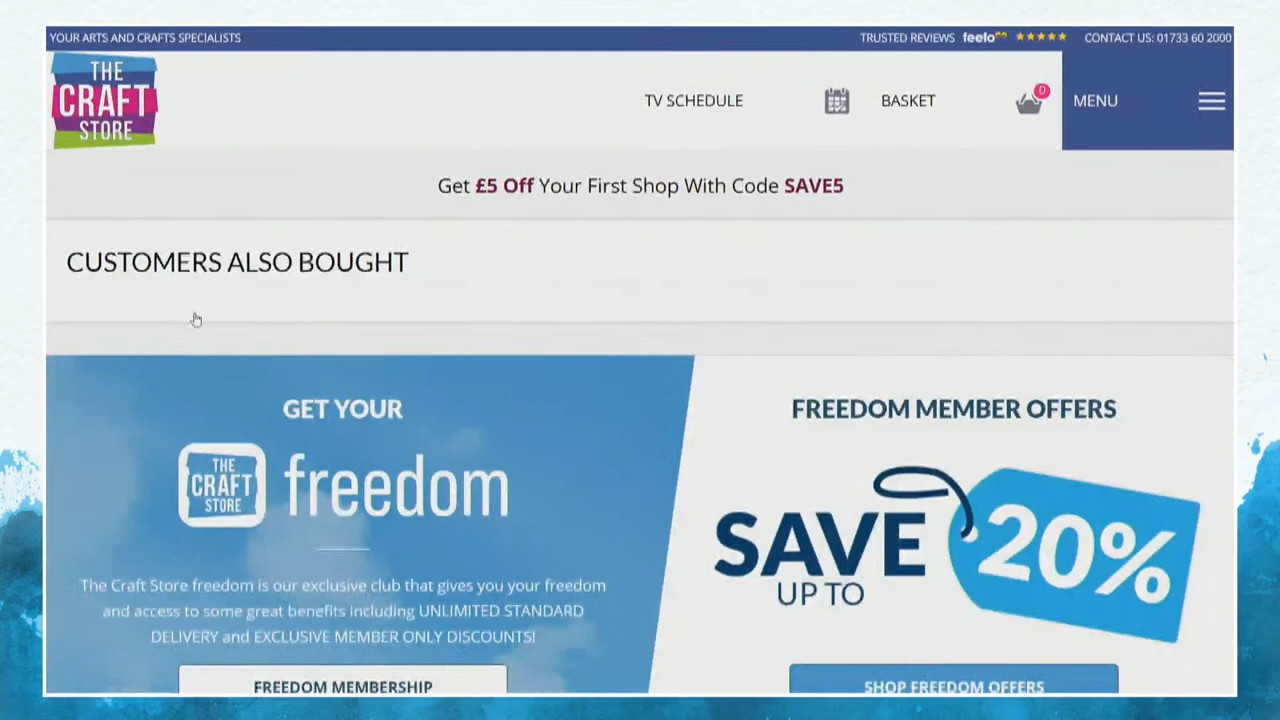 YOUR ARTS AND CRAFTS SPECIALISTS
TRUSTED REVIEWS feefo CONTACT US: 01733 60 2000
THE
CRAFT
STORE
TV SCHEDULE
BASKET
0
MENU
Get £5 Off Your First Shop With Code SAVE5
CUSTOMERS ALSO BOUGHT
GET YOUR
THE
CRAFT
STORE
freedom
The Craft Store freedom is our exclusive club that gives you your freedom
and access to some great benefits including UNLIMITED STANDARD
DELIVERY and EXCLUSIVE MEMBER ONLY DISCOUNTS!
FREEDOM MEMBERSHIP
FREEDOM MEMBER OFFERS
SAVE
UP TO
20%
SHOP FREEDOM OFFERS